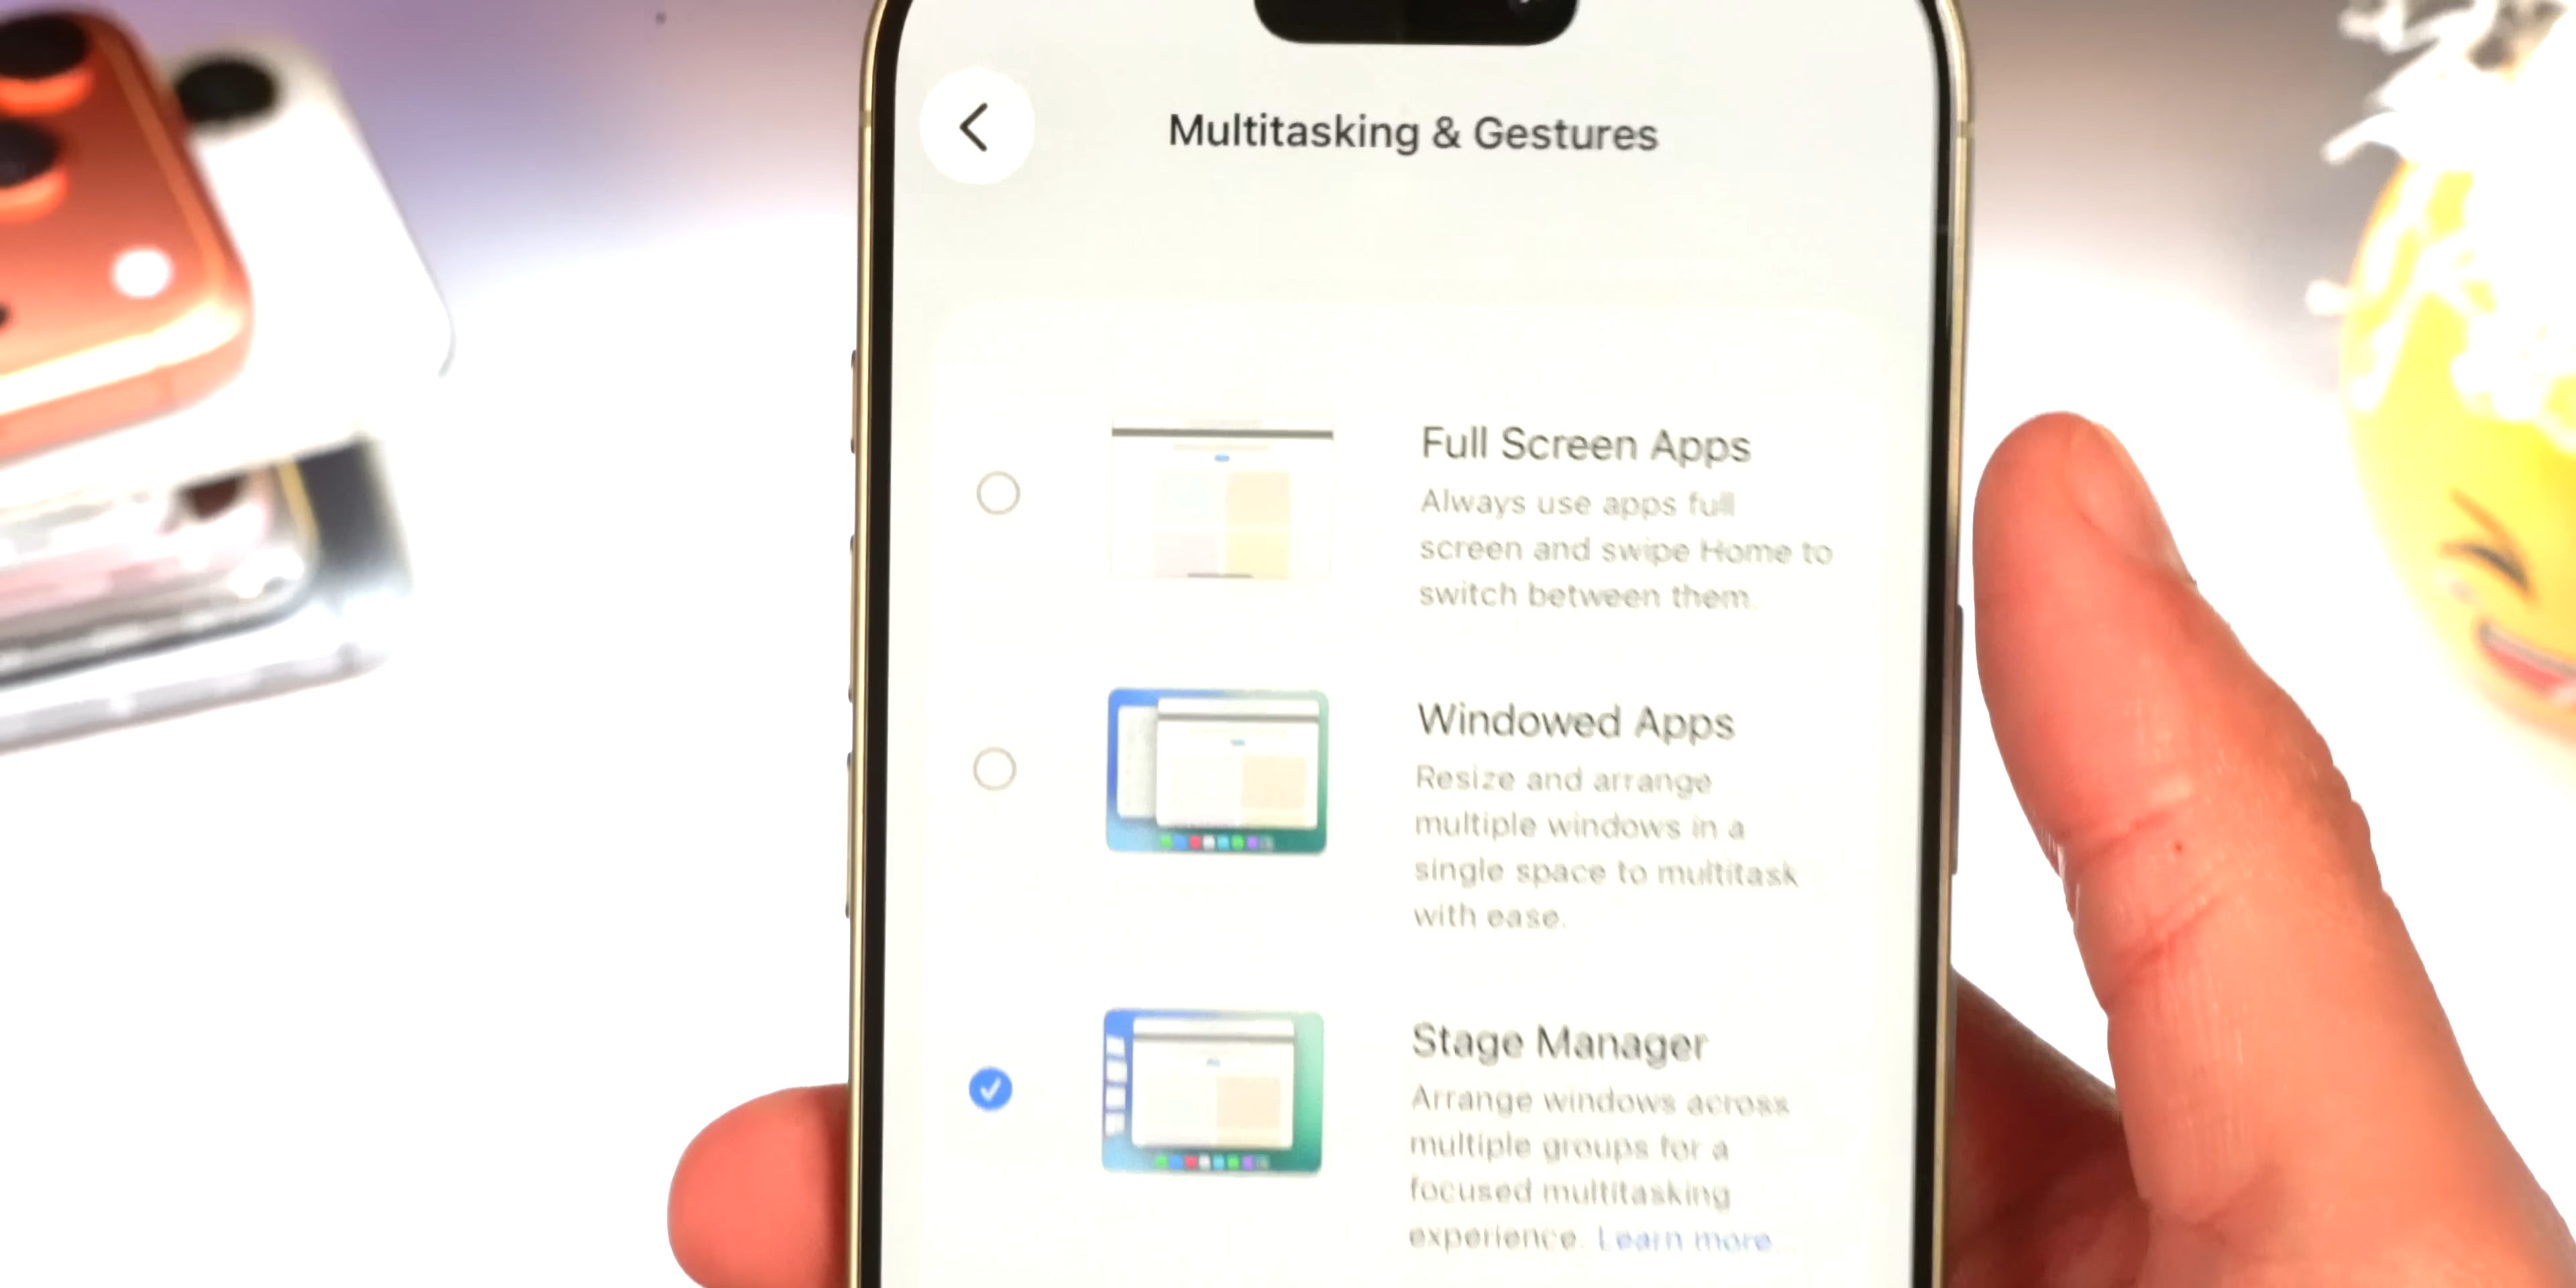 Multitasking & Gestures
Full Screen Apps
Always use apps full
screen and swipe Home to
switch between them.
Windowed Apps
Resize and arrange
multiple windows in a
single space to multitask
with ease.
Stage Manager
Arrange windows across
multiple groups for a
focused multitasking
experience. Learn more